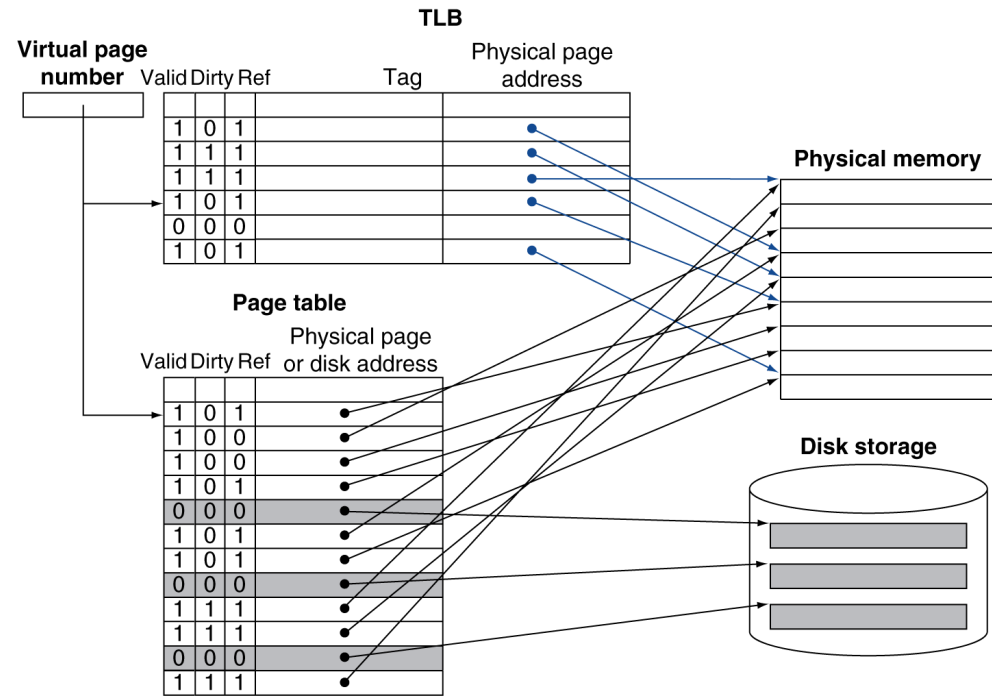 TLB
Virtual page
number
Valid Dirty Ref
Tag
Physical page
address
1 0 1
1 1 1
1 1 1
1 0 1
0 0 0
1 0 1
Physical memory
Page table
Physical page
or disk address
Valid Dirty Ref
1 0 1
1 0 0
1 0 0
1 0 1
0 0 0
1 0 1
1 0 1
0 0 0
1 1 1
1 1 1
0 0 0
1 1 1
Disk storage